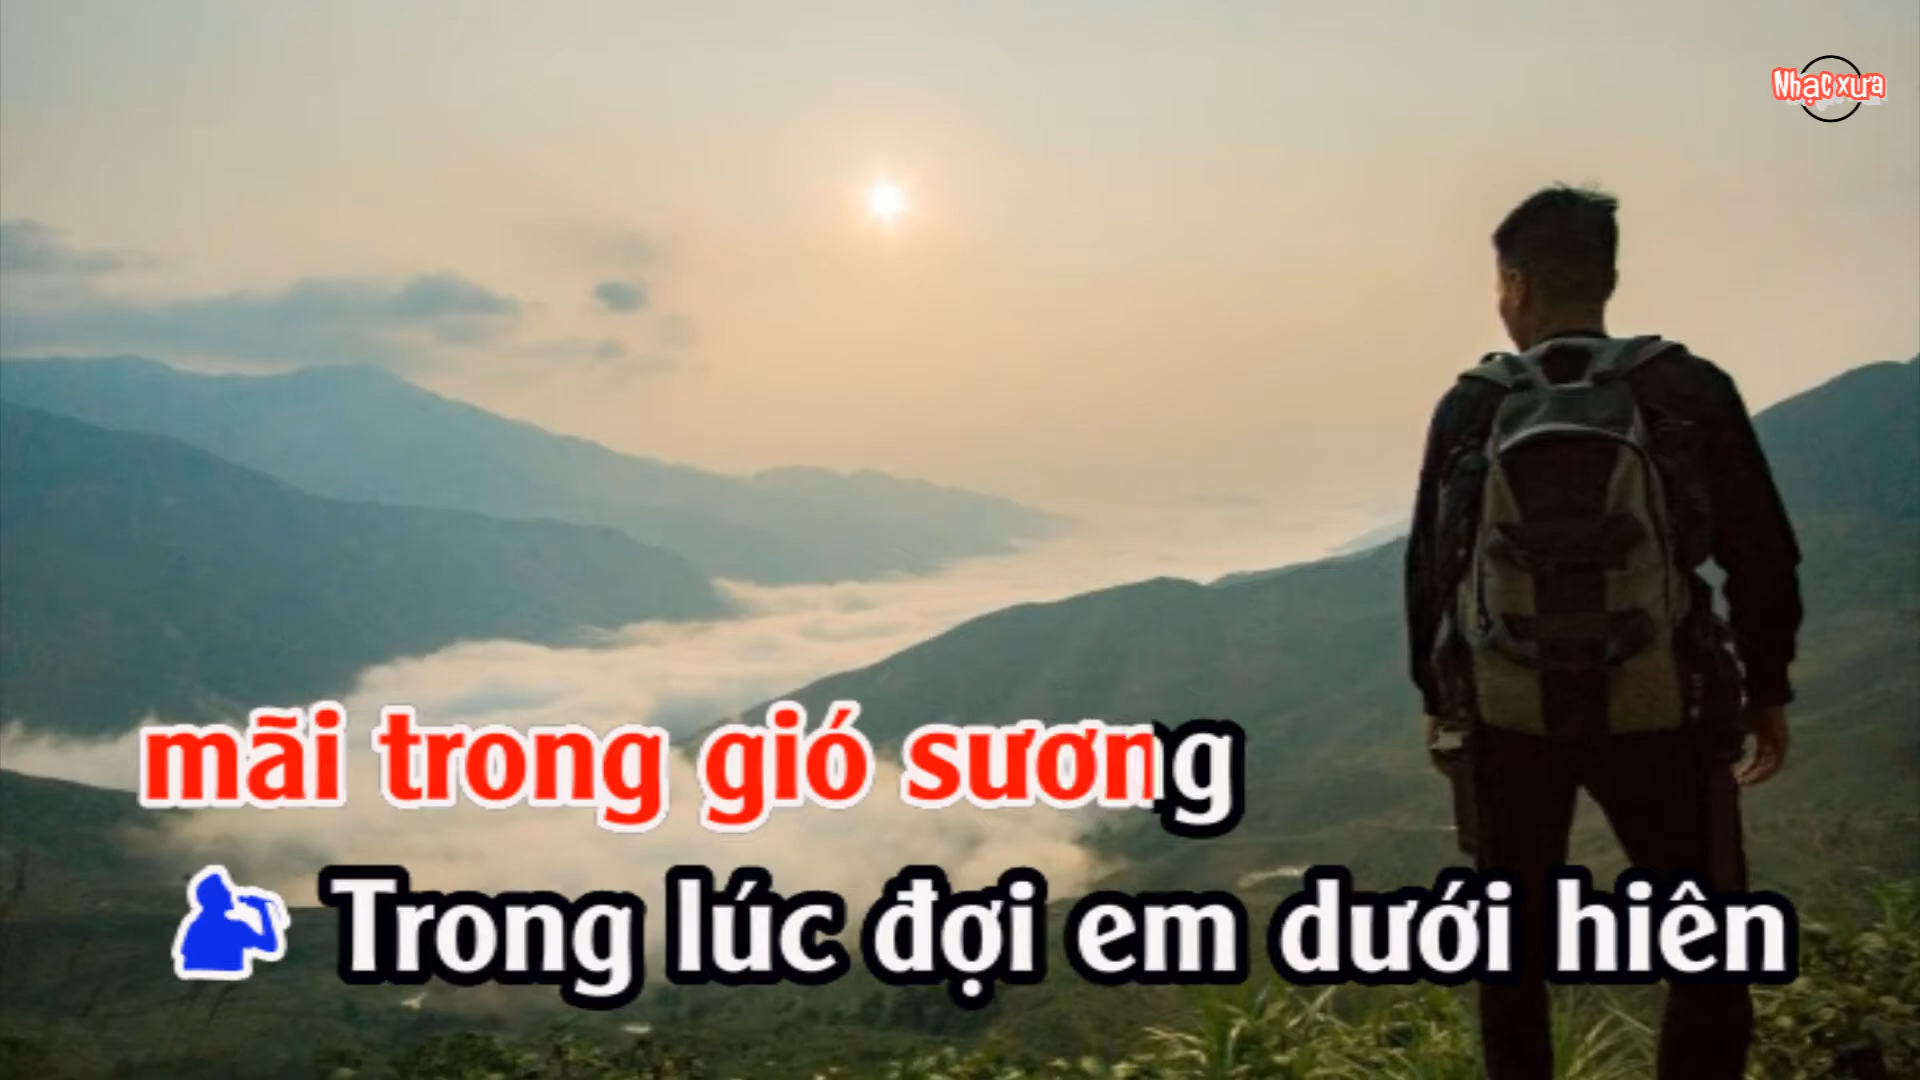 Nhạc xưa
mãi trong gió sương
Trong lúc đợi em dưới hiên